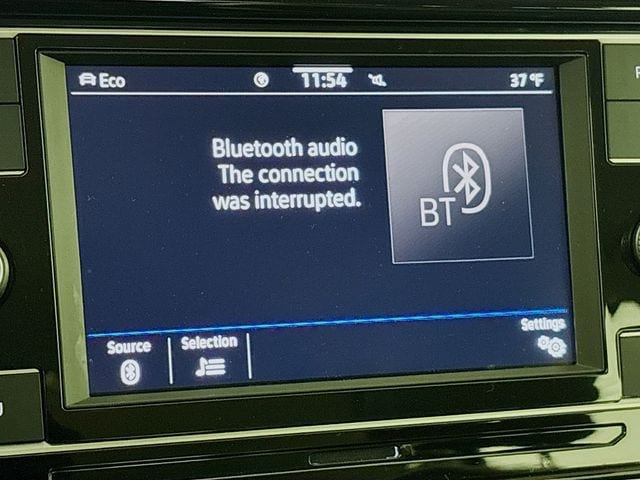 Eco
11:54
37 °F
Bluetooth audio
The connection
was interrupted.
BT
Source
Selection
Settings